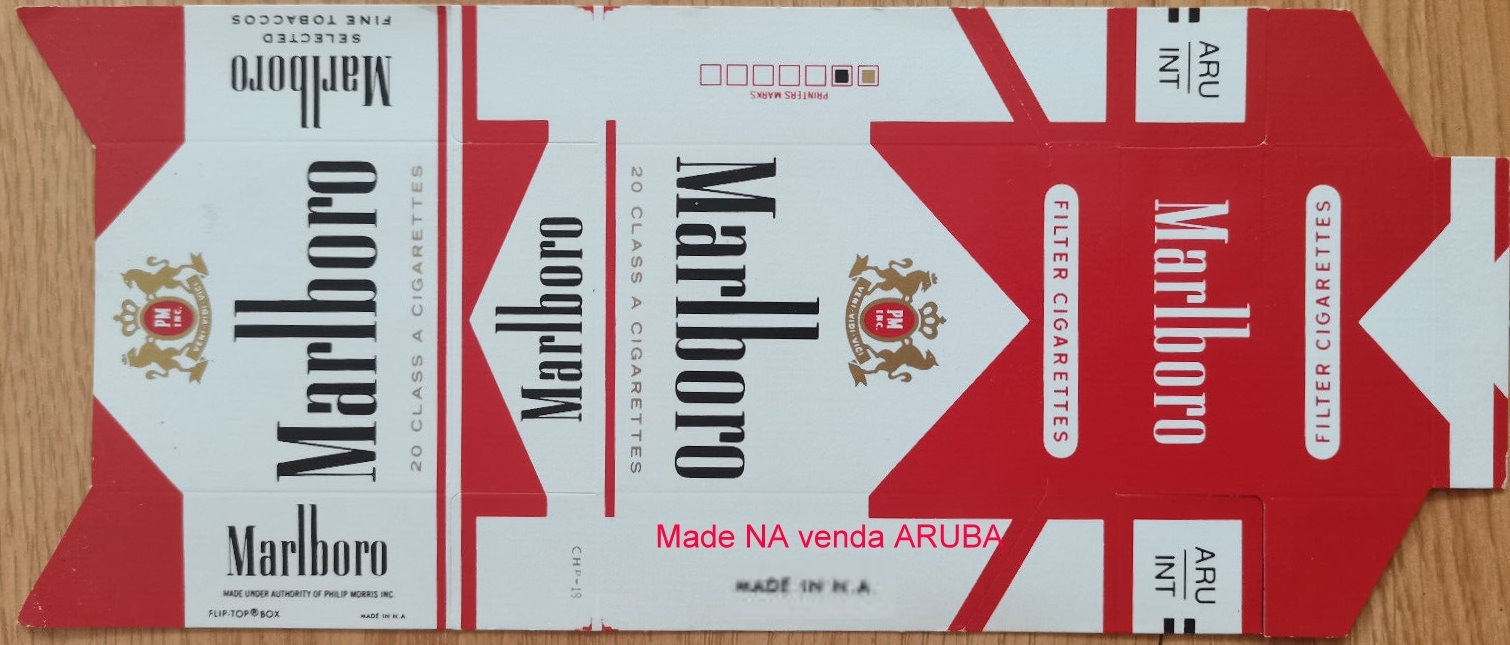 SELECTED
FINE TOBACCOS
Marlboro
Marlboro
20 CLASS A CIGARETTES
VENI·VIDI·VICI
PM
INC.
Marlboro
MADE UNDER AUTHORITY OF PHILIP MORRIS INC.
FLIP-TOP® BOX
MADE IN N.A
Marlboro
PRINTERS MARKS
20 CLASS A CIGARETTES
Marlboro
VENI·VIDI·VICI
PM
INC.
Made NA venda ARUBA
MADE IN N.A.
FILTER CIGARETTES
ARU
INT
Marlboro
ARU
INT
FILTER CIGARETTES